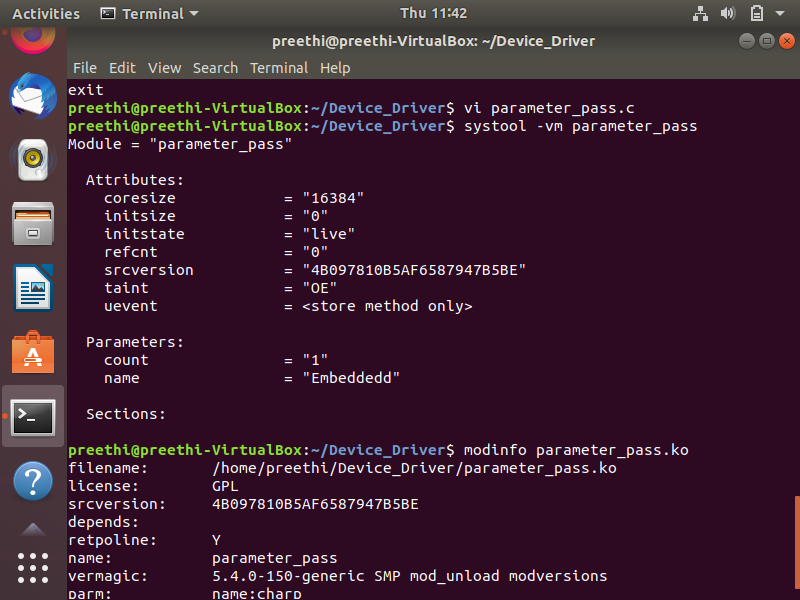 Activities Terminal Thu 11:42
preethi@preethi-VirtualBox: ~/Device_Driver
File Edit View Search Terminal Help
exit
preethi@preethi-VirtualBox:~/Device_Driver$ vi parameter_pass.c
preethi@preethi-VirtualBox:~/Device_Driver$ systool -vm parameter_pass
Module = "parameter_pass"
Attributes:
coresize = "16384"
initsize = "0"
initstate = "live"
refcnt = "0"
srcversion = "4B097810B5AF6587947B5BE"
taint = "OE"
uevent = <store method only>
Parameters:
count = "1"
name = "Embeddedd"
Sections:
preethi@preethi-VirtualBox:~/Device_Driver$ modinfo parameter_pass.ko
filename: /home/preethi/Device_Driver/parameter_pass.ko
license: GPL
srcversion: 4B097810B5AF6587947B5BE
depends:
retpoline: Y
name: parameter_pass
vermagic: 5.4.0-150-generic SMP mod_unload modversions
parm: name:charp